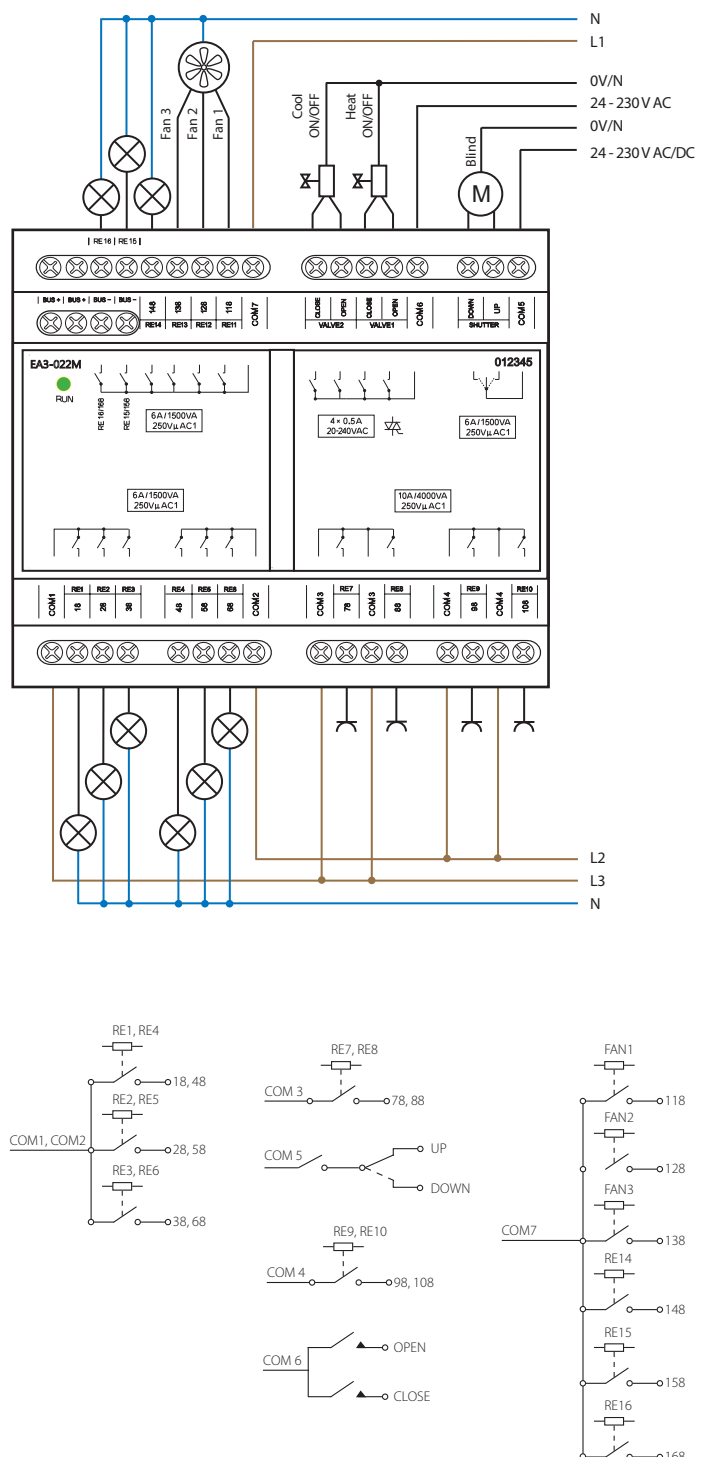 N
L1
0V/N
24 - 230 V AC
0V/N
24 - 230 V AC/DC
Fan 3
Fan 2
Fan 1
Cool
ON/OFF
Heat
ON/OFF
Blind
M
RE 16 | RE 15
BUS + | BUS + | BUS - | BUS -
148
138
128
118
COM7
RE14 RE13 RE12 RE11
CLOSE
OPEN
CLOSE
OPEN
COM6
VALVE2 VALVE1
DOWN
UP
COM5
SHUTTER
EA3-022M
RUN
012345
RE 16/168
RE 15/158
6A/1500VA
250VµAC1
4 × 0.5A
20-240VAC
6A/1500VA
250VµAC1
6A/1500VA
250VµAC1
10A/4000VA
250VµAC1
COM1
RE1 RE2 RE3
18 28 38
RE4 RE5 RE6
48 58 68
COM2
COM3
RE7
78
COM3
RE8
88
COM4
RE9
98
COM4
RE10
108
L2
L3
N
RE1, RE4
18, 48
RE2, RE5
COM1, COM2
28, 58
RE3, RE6
38, 68
RE7, RE8
COM 3
78, 88
UP
COM 5
DOWN
RE9, RE10
COM 4
98, 108
OPEN
COM 6
CLOSE
FAN1
118
FAN2
128
FAN3
COM7
138
RE14
148
RE15
158
RE16
168